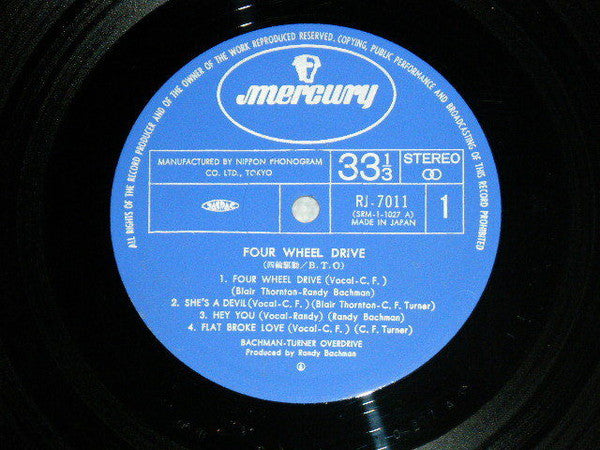 ALL RIGHTS OF THE RECORD PRODUCER AND OF THE OWNER OF THE WORK REPRODUCED RESERVED. COPYING, PUBLIC PERFORMANCE AND BROADCASTING OF THIS RECORD PROHIBITED
mercury
MANUFACTURED BY NIPPON PHONOGRAM
CO. LTD., TOKYO
33 1/3
STEREO
RJ-7011
(SRM-1-1027 A)
MADE IN JAPAN
1
FOUR WHEEL DRIVE
(四輪駆動/B.T.O)
1. FOUR WHEEL DRIVE (Vocal-C.F.)
(Blair Thornton-Randy Bachman)
2. SHE'S A DEVIL (Vocal-C.F.) (Blair Thornton-C.F. Turner)
3. HEY YOU (Vocal-Randy) (Randy Bachman)
4. FLAT BROKE LOVE (Vocal-C.F.) (C.F. Turner)
BACHMAN-TURNER OVERDRIVE
Produced by Randy Bachman